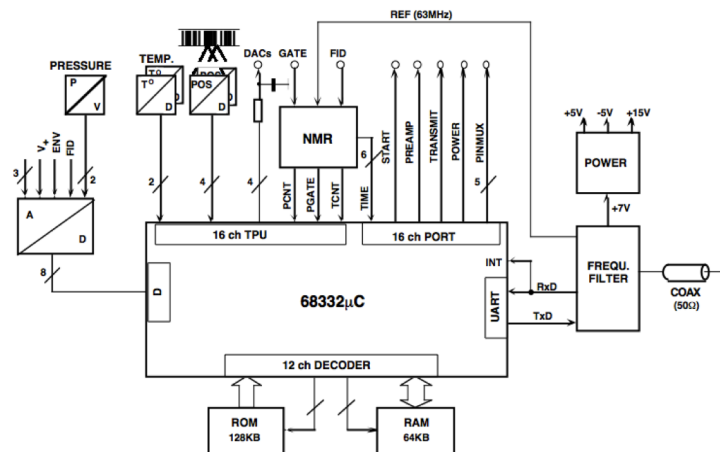 REF (63MHz)
PRESSURE
TEMP.
DACs
GATE
FID
P
V
T°
T°
D
D
POS
D
D
NMR
6
START
PREAMP
TRANSMIT
POWER
PINMUX
+5V
-5V
+15V
POWER
3
V+
ENV
FID
2
2
4
4
PCNT
PGATE
TCNT
TIME
5
+7V
A
D
16 ch TPU
16 ch PORT
8
D
68332µC
INT
UART
RxD
TxD
FREQU.
FILTER
COAX
(50Ω)
12 ch DECODER
ROM
128KB
RAM
64KB